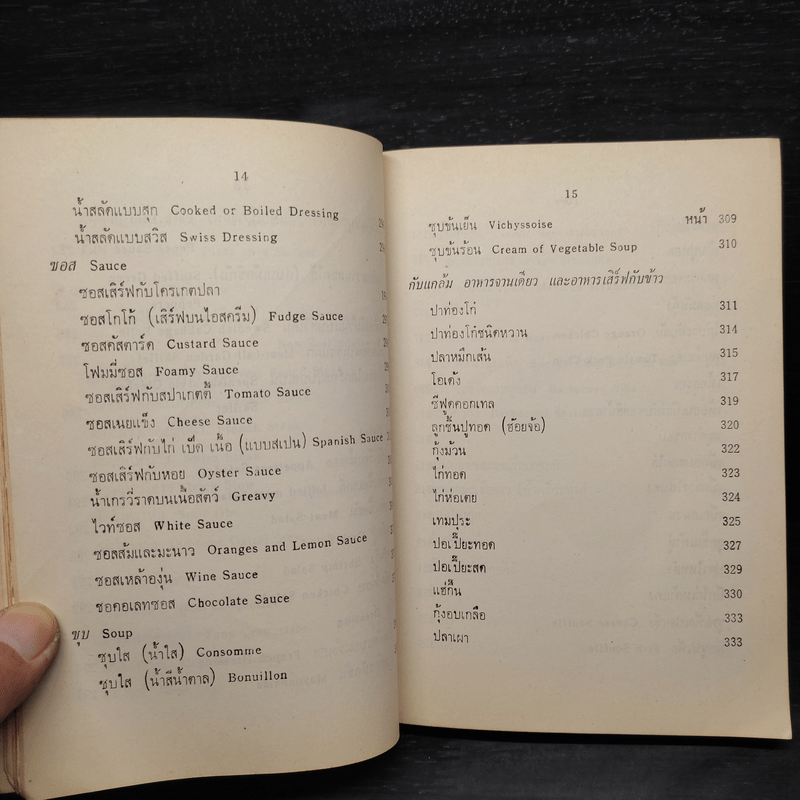 14
น้ำสลัดแบบสุก Cooked or Boiled Dressing
น้ำสลัดแบบสวิส Swiss Dressing
ซอส Sauce
ซอสเสิร์ฟกับโครเกตปลา
ซอสโกโก้ (เสิร์ฟบนไอสครีม) Fudge Sauce
ซอสคัสตาร์ด Custard Sauce
โฟมมี่ซอส Foamy Sauce
ซอสเสิร์ฟกับสปาเกตตี้ Tomato Sauce
ซอสเนยแข็ง Cheese Sauce
ซอสเสิร์ฟกับไก่ เป็ด เนื้อ (แบบสเปน) Spanish Sauce
ซอสเสิร์ฟกับหอย Oyster Sauce
น้ำเกรวี่ราดบนเนื้อสัตว์ Greavy
ไวท์ซอส White Sauce
ซอสส้มและมะนาว Oranges and Lemon Sauce
ซอสเหล้าองุ่น Wine Sauce
ชอคอเลทซอส Chocolate Sauce
ซุบ Soup
ซุบใส (น้ำใส) Consomme
ซุบใส (น้ำสีน้ำตาล) Bonuillon
15
ซุบข้นเย็น Vichyssoise หน้า 309
ซุบข้นร้อน Cream of Vegetable Soup 310
กับแกล้ม อาหารจานเดียว และอาหารเสิร์ฟกับข้าว
ปาท่องโก๋ 311
ปาท่องโก๋ชนิดหวาน 314
ปลาหมึกเส้น 315
โอเด้ง 317
ซีฟูดคอกเทล 319
ลูกชิ้นปูทอด (ฮ้อยจ้อ) 320
กุ้งม้วน 322
ไก่ทอด 323
ไก่ห่อเตย 324
เทมปุระ 325
ปอเปี๊ยะทอด 327
ปอเปี๊ยะสด 329
แฮ่กึ๊น 330
กุ้งอบเกลือ 333
ปลาเผา 333